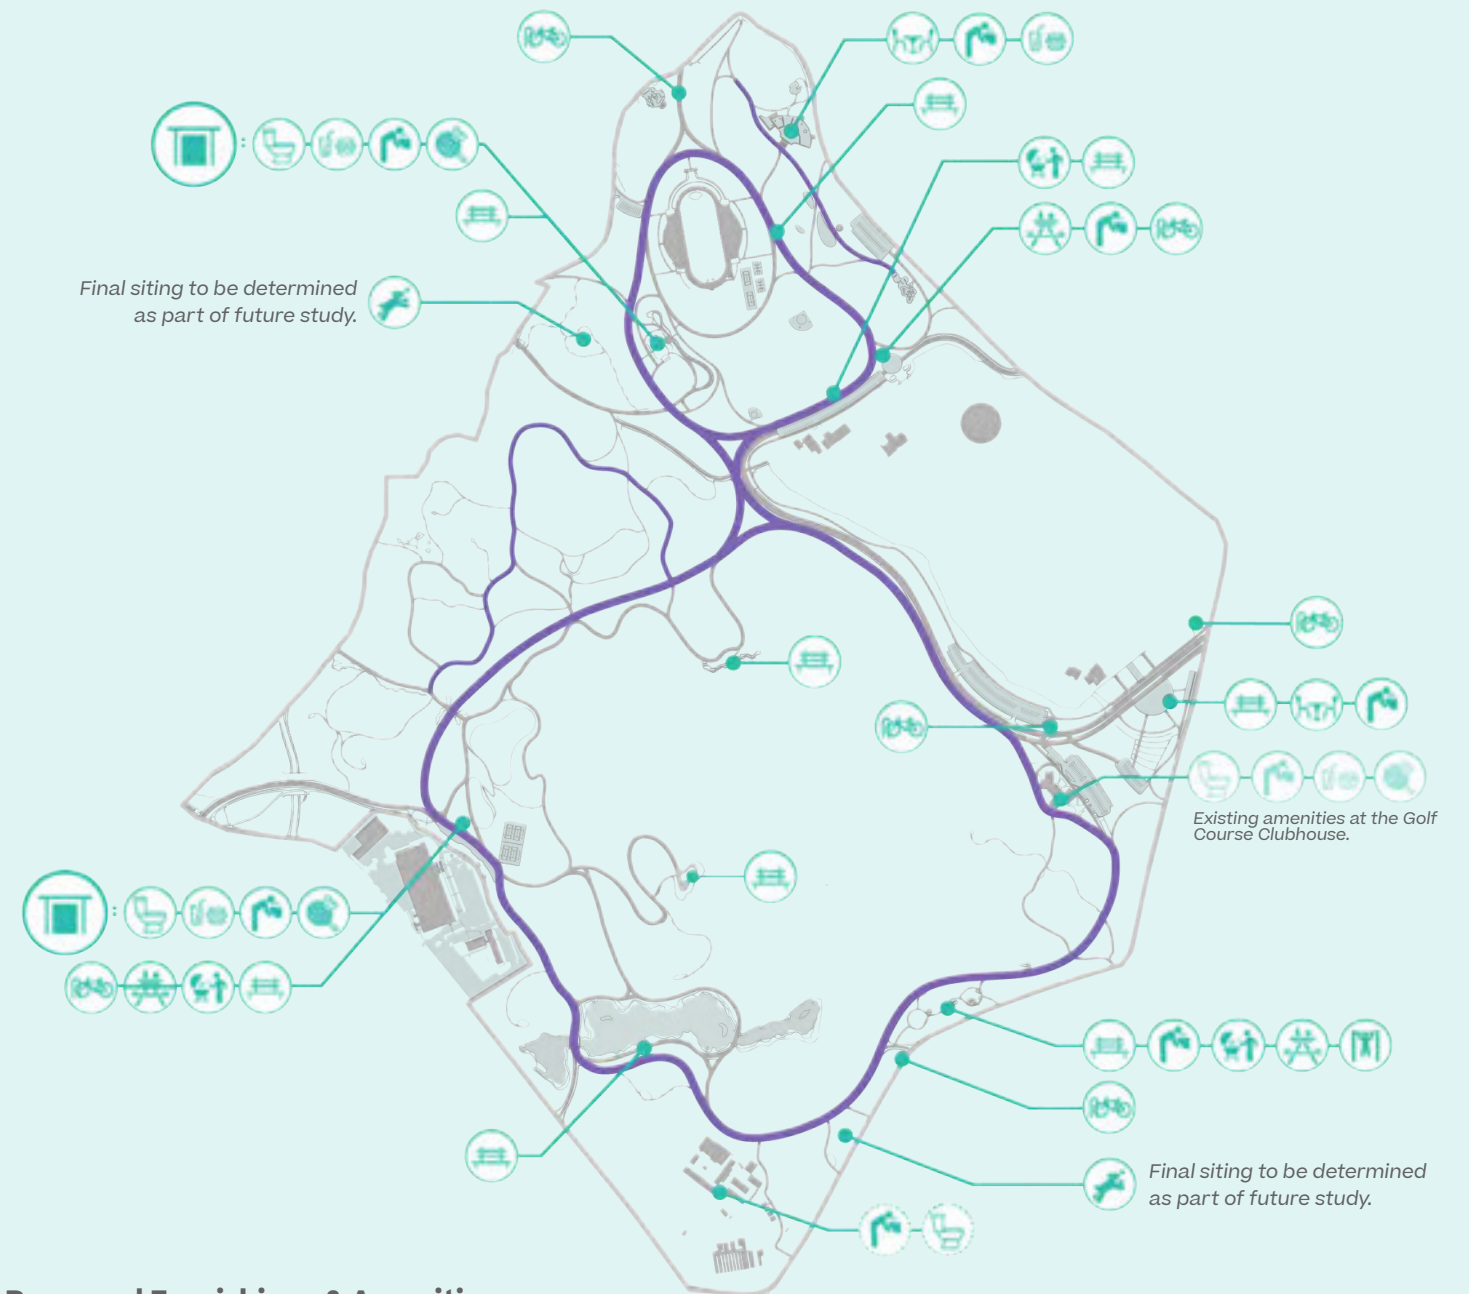 Final siting to be determined
as part of future study.
Existing amenities at the Golf
Course Clubhouse.
Final siting to be determined
as part of future study.